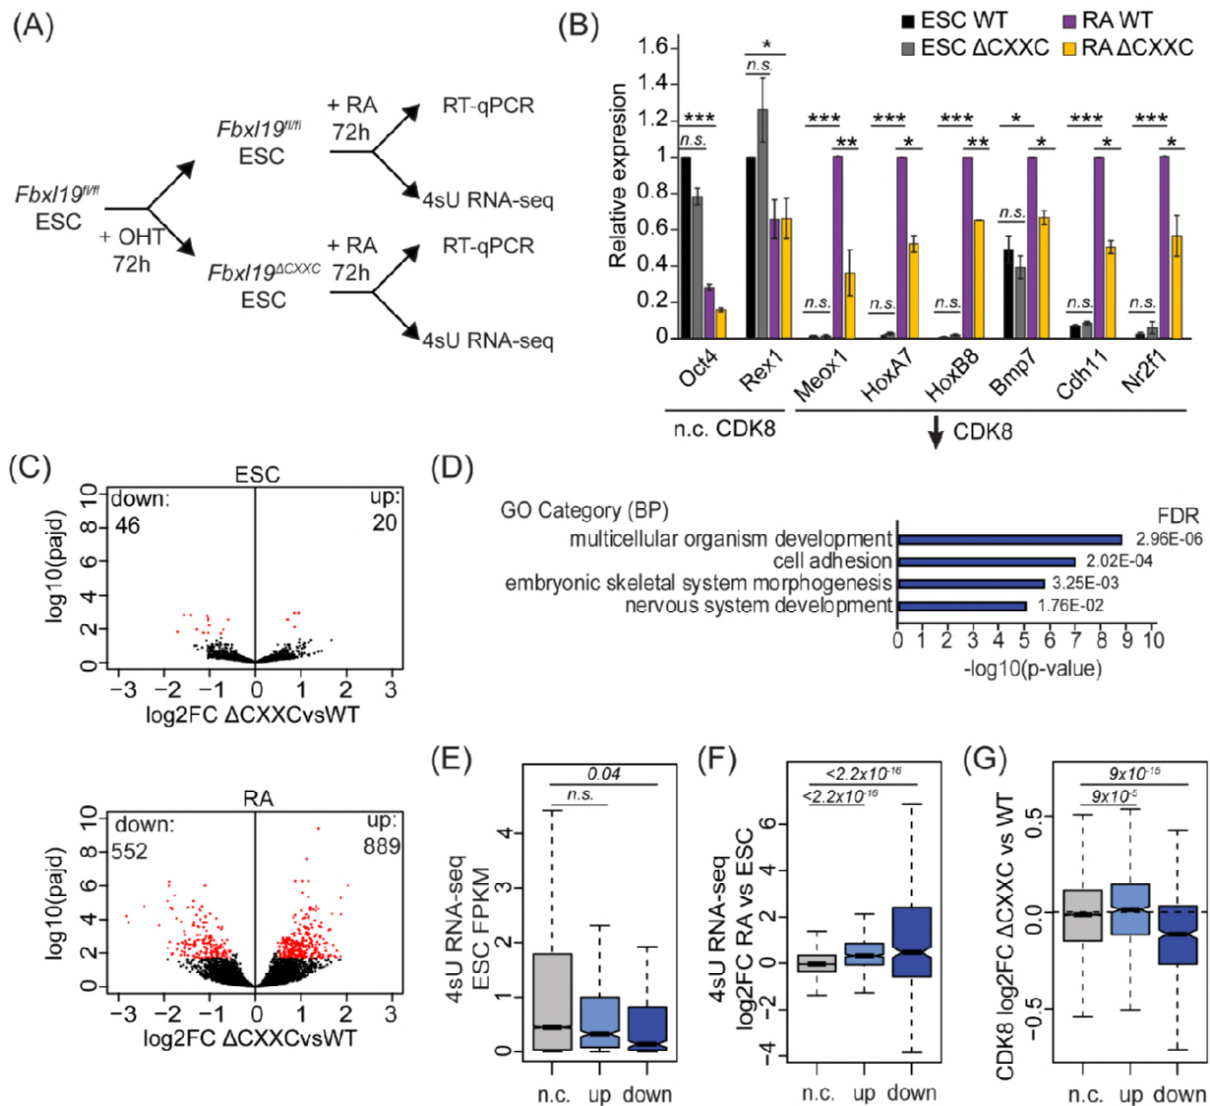 (A)
Fbxl19fl/fl
ESC
+ OHT
72h
Fbxl19fl/fl
ESC
+ RA
72h
RT-qPCR
4sU RNA-seq
Fbxl19ΔCXXC
ESC
+ RA
72h
RT-qPCR
4sU RNA-seq
(B)
ESC WT
RA WT
ESC ΔCXXC
RA ΔCXXC
Relative expresion
1.6
1.4
1.2
1
0.8
0.6
0.4
0.2
0
***
n.s.
*
n.s.
***
**
n.s.
***
*
n.s.
***
**
n.s.
*
*
n.s.
***
*
n.s.
***
*
n.s.
Oct4
Rex1
Meox1
HoxA7
HoxB8
Bmp7
Cdh11
Nr2f1
n.c. CDK8
CDK8
(C)
ESC
down:
46
up:
20
log10(pajd)
10
8
6
4
2
0
−3 −2 −1 0 1 2 3
log2FC ΔCXXCvsWT
RA
down:
552
up:
889
log10(pajd)
10
8
6
4
2
0
−3 −2 −1 0 1 2 3
log2FC ΔCXXCvsWT
(D)
GO Category (BP)
FDR
multicellular organism development
2.96E-06
cell adhesion
2.02E-04
embryonic skeletal system morphogenesis
3.25E-03
nervous system development
1.76E-02
0 1 2 3 4 5 6 7 8 9 10
-log10(p-value)
(E)
0.04
n.s.
4sU RNA-seq
ESC FPKM
4
3
2
1
0
n.c. up down
(F)
<2.2x10-16
<2.2x10-16
4sU RNA-seq
log2FC RA vs ESC
6
4
2
0
−2
−4
n.c. up down
(G)
9x10-15
9x10-5
CDK8 log2FC ΔCXXC vs WT
0.5
0.0
−0.5
n.c. up down